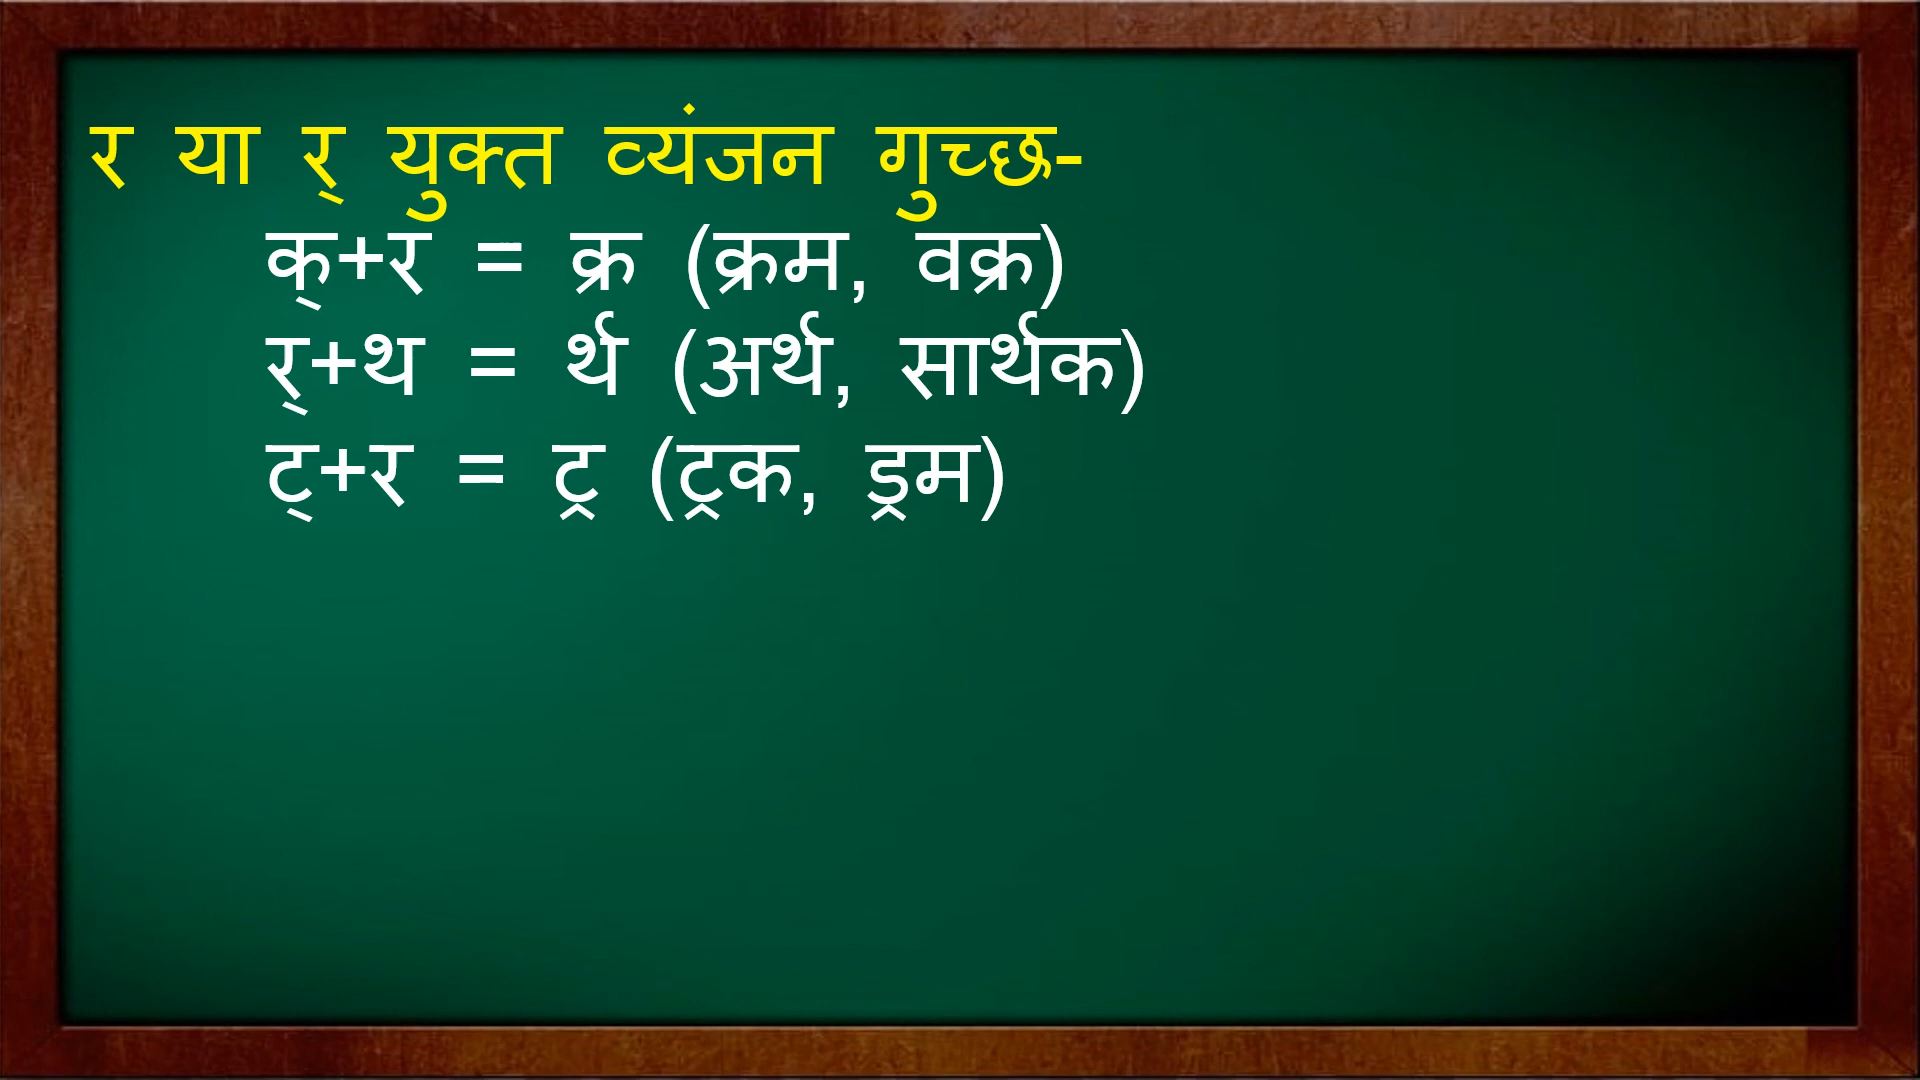 र या र् युक्त व्यंजन गुच्छ-
क्+र = क्र (क्रम, वक्र)
र्+थ = र्थ (अर्थ, सार्थक)
ट्+र = ट्र (ट्रक, ड्रम)